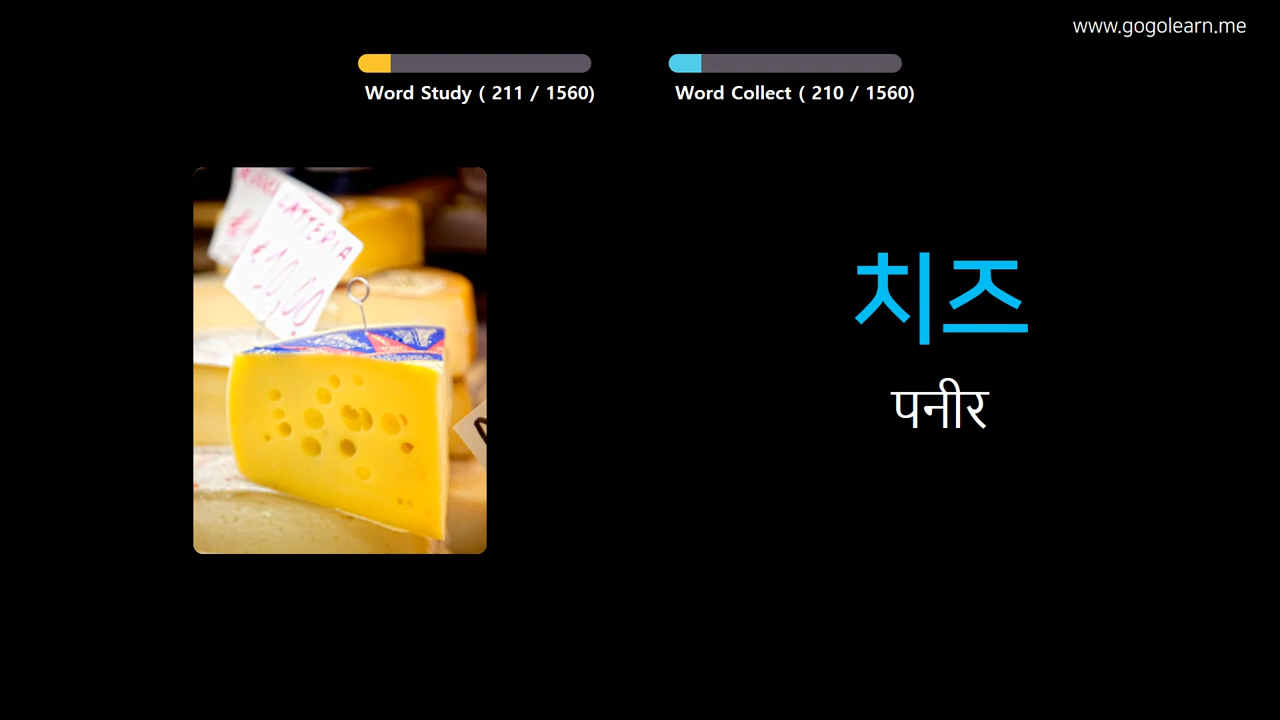 www.gogolearn.me
Word Study ( 211 / 1560)
Word Collect ( 210 / 1560)
LATTERIA
치즈
पनीर